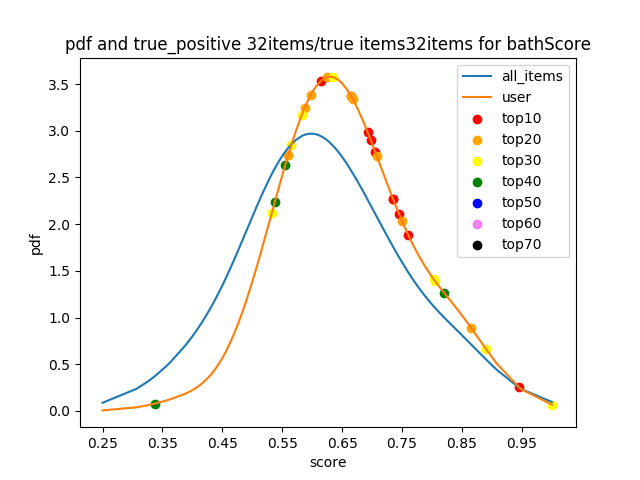 pdf and true_positive 32items/true items32items for bathScore
all_items
user
top10
top20
top30
top40
top50
top60
top70
pdf
3.5
3.0
2.5
2.0
1.5
1.0
0.5
0.0
0.25 0.35 0.45 0.55 0.65 0.75 0.85 0.95
score